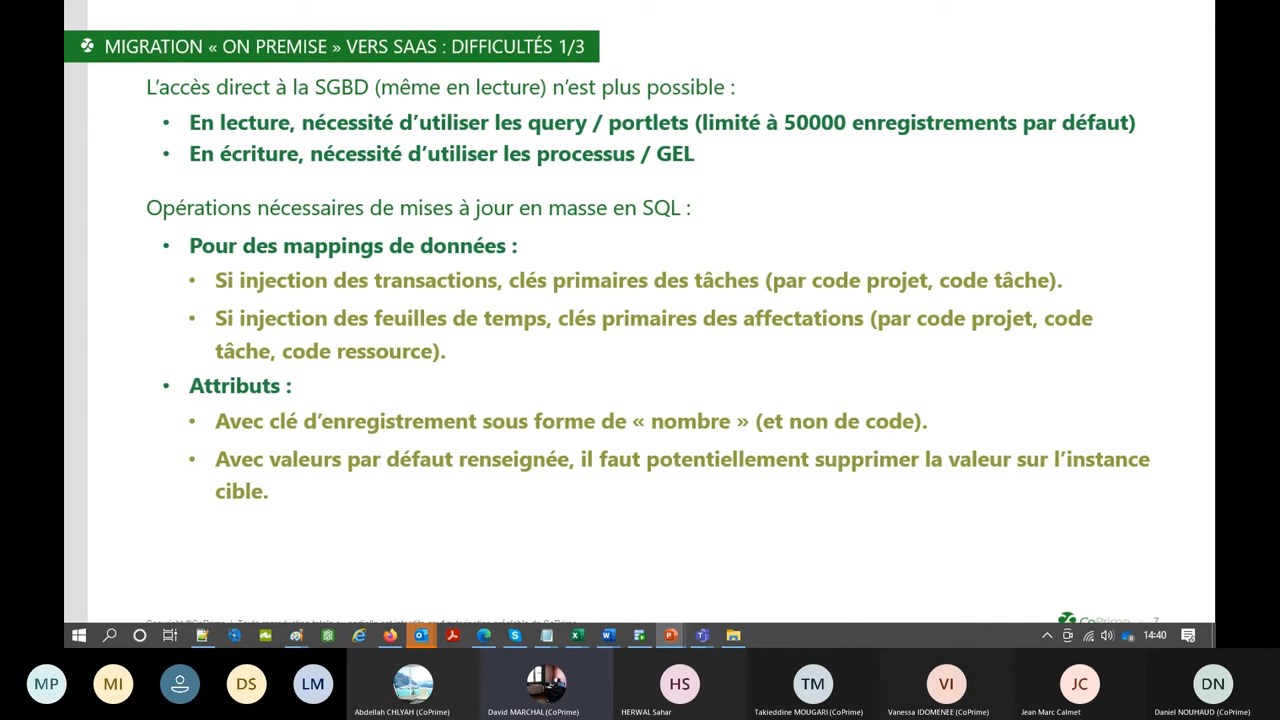 MIGRATION « ON PREMISE » VERS SAAS : DIFFICULTÉS 1/3
L’accès direct à la SGBD (même en lecture) n’est plus possible :
• En lecture, nécessité d’utiliser les query / portlets (limité à 50000 enregistrements par défaut)
• En écriture, nécessité d’utiliser les processus / GEL
Opérations nécessaires de mises à jour en masse en SQL :
• Pour des mappings de données :
• Si injection des transactions, clés primaires des tâches (par code projet, code tâche).
• Si injection des feuilles de temps, clés primaires des affectations (par code projet, code
tâche, code ressource).
• Attributs :
• Avec clé d’enregistrement sous forme de « nombre » (et non de code).
• Avec valeurs par défaut renseignée, il faut potentiellement supprimer la valeur sur l’instance
cible.
CoPrime 7
14:40
MP MI DS LM HS TM VI JC DN
Abdellah CHLYAH (CoPrime) David MARCHAL (CoPrime) HERWAL Sahar Takieddine MOUGARI (CoPrime) Vanessa IDOMENEE (CoPrime) Jean Marc Calmet Daniel NOUHAUD (CoPrime)